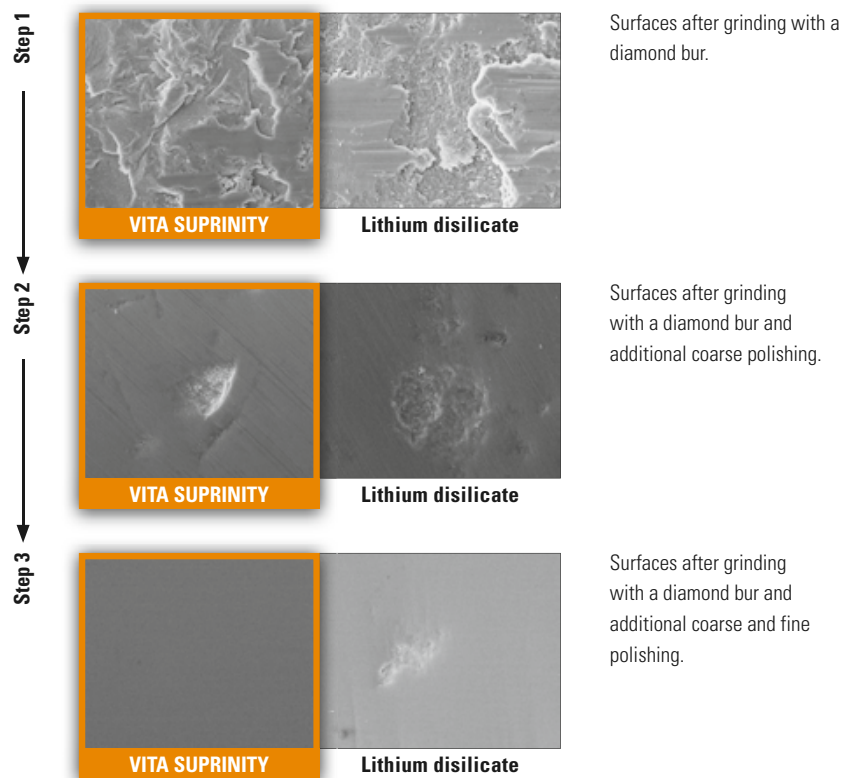 Step 1
Surfaces after grinding with a
diamond bur.
VITA SUPRINITY
Lithium disilicate
Step 2
Surfaces after grinding
with a diamond bur and
additional coarse polishing.
VITA SUPRINITY
Lithium disilicate
Step 3
Surfaces after grinding
with a diamond bur and
additional coarse and fine
polishing.
VITA SUPRINITY
Lithium disilicate